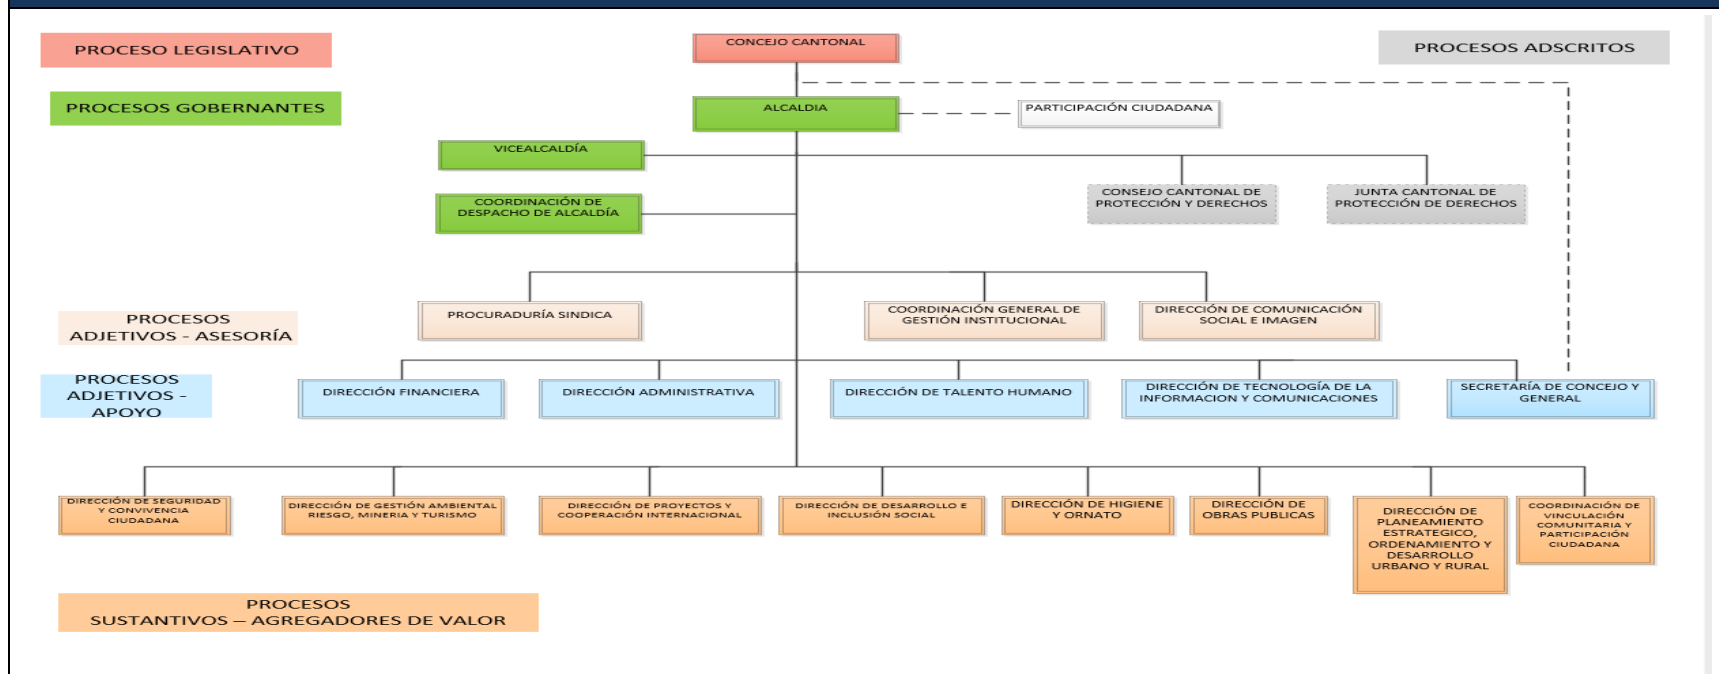 PROCESO LEGISLATIVO
CONCEJO CANTONAL
PROCESOS ADSCRITOS
PROCESOS GOBERNANTES
ALCALDIA
PARTICIPACIÓN CIUDADANA
VICEALCALDÍA
COORDINACIÓN DE
DESPACHO DE ALCALDÍA
CONSEJO CANTONAL DE
PROTECCIÓN Y DERECHOS
JUNTA CANTONAL DE
PROTECCIÓN DE DERECHOS
PROCESOS
ADJETIVOS - ASESORÍA
PROCURADURÍA SINDICA
COORDINACIÓN GENERAL DE
GESTIÓN INSTITUCIONAL
DIRECCIÓN DE COMUNICACIÓN
SOCIAL E IMAGEN
PROCESOS
ADJETIVOS -
APOYO
DIRECCIÓN FINANCIERA
DIRECCIÓN ADMINISTRATIVA
DIRECCIÓN DE TALENTO HUMANO
DIRECCIÓN DE TECNOLOGÍA DE LA
INFORMACION Y COMUNICACIONES
SECRETARÍA DE CONCEJO Y
GENERAL
DIRECCIÓN DE SEGURIDAD
Y CONVIVENCIA
CIUDADANA
DIRECCIÓN DE GESTIÓN AMBIENTAL
RIESGO, MINERIA Y TURISMO
DIRECCIÓN DE PROYECTOS Y
COOPERACIÓN INTERNACIONAL
DIRECCIÓN DE DESARROLLO E
INCLUSIÓN SOCIAL
DIRECCIÓN DE HIGIENE
Y ORNATO
DIRECCIÓN DE
OBRAS PUBLICAS
DIRECCIÓN DE
PLANEAMIENTO
ESTRATEGICO,
ORDENAMIENTO Y
DESARROLLO
URBANO Y RURAL
COORDINACIÓN DE
VINCULACIÓN
COMUNITARIA Y
PARTICIPACIÓN
CIUDADANA
PROCESOS
SUSTANTIVOS – AGREGADORES DE VALOR